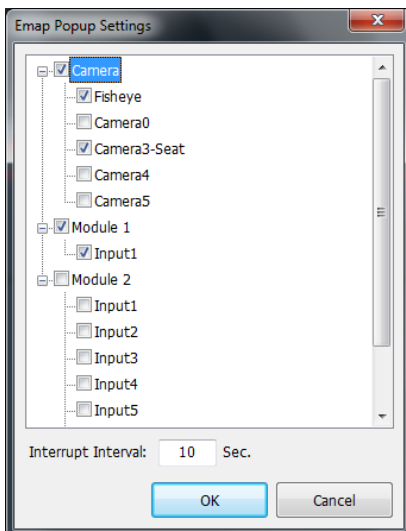 Emap Popup Settings
Camera
Fisheye
Camera0
Camera3-Seat
Camera4
Camera5
Module 1
Input1
Module 2
Input1
Input2
Input3
Input4
Input5
Interrupt Interval: 10 Sec.
OK Cancel